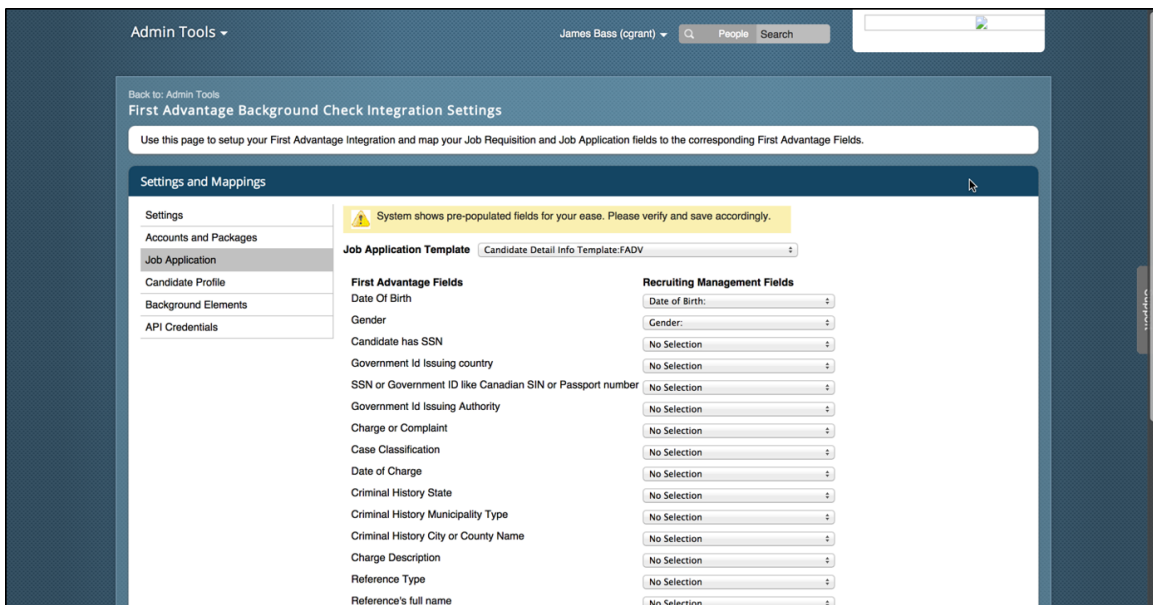 Admin Tools
James Bass (cgrant)
People
Search
Back to: Admin Tools
First Advantage Background Check Integration Settings
Use this page to setup your First Advantage Integration and map your Job Requisition and Job Application fields to the corresponding First Advantage Fields.
Settings and Mappings
Settings
Accounts and Packages
Job Application
Candidate Profile
Background Elements
API Credentials
System shows pre-populated fields for your ease. Please verify and save accordingly.
Job Application Template Candidate Detail Info Template:FADV
First Advantage Fields Recruiting Management Fields
Date Of Birth Date of Birth:
Gender Gender:
Candidate has SSN No Selection
Government Id Issuing country No Selection
SSN or Government ID like Canadian SIN or Passport number No Selection
Government Id Issuing Authority No Selection
Charge or Complaint No Selection
Case Classification No Selection
Date of Charge No Selection
Criminal History State No Selection
Criminal History Municipality Type No Selection
Criminal History City or County Name No Selection
Charge Description No Selection
Reference Type No Selection
Reference's full name No Selection
Support